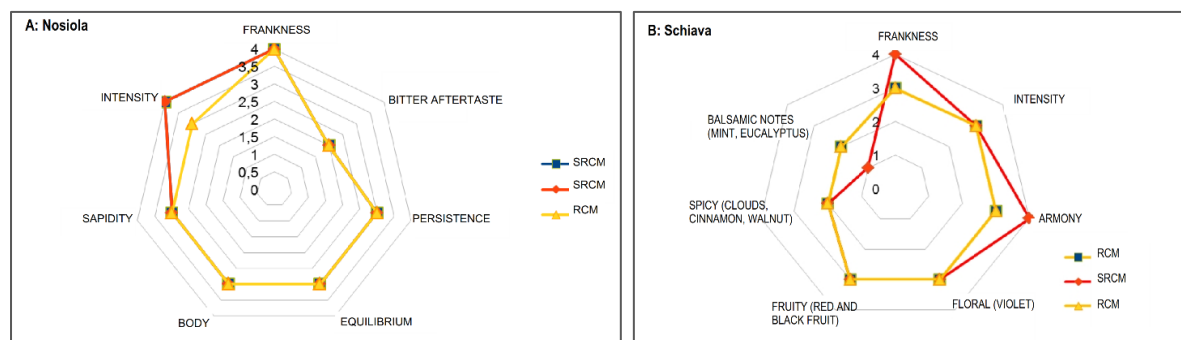 A: Nosiola
FRANKNESS
4
3,5
3
2,5
2
1,5
1
0,5
0
BITTER AFTERTASTE
PERSISTENCE
EQUILIBRIUM
BODY
SAPIDITY
INTENSITY
SRCM
SRCM
RCM
B: Schiava
FRANKNESS
4
3
2
1
0
INTENSITY
ARMONY
FLORAL (VIOLET)
FRUITY (RED AND
BLACK FRUIT)
SPICY (CLOUDS,
CINNAMON, WALNUT)
BALSAMIC NOTES
(MINT, EUCALYPTUS)
RCM
SRCM
RCM